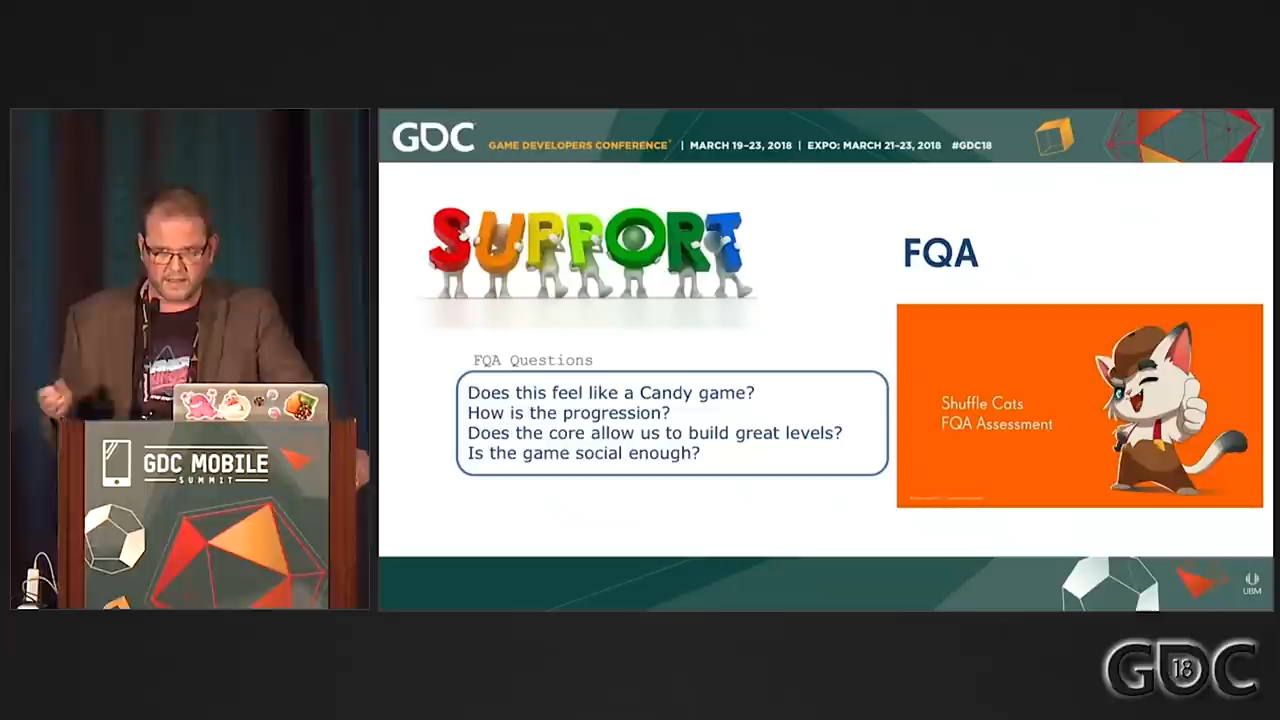 GDC
GAME DEVELOPERS CONFERENCE | MARCH 19–23, 2018 | EXPO: MARCH 21–23, 2018 #GDC18
SUPPORT
FQA
FQA Questions
Does this feel like a Candy game?
How is the progression?
Does the core allow us to build great levels?
Is the game social enough?
Shuffle Cats
FQA Assessment
GDC MOBILE
SUMMIT
UBM
GDC
18